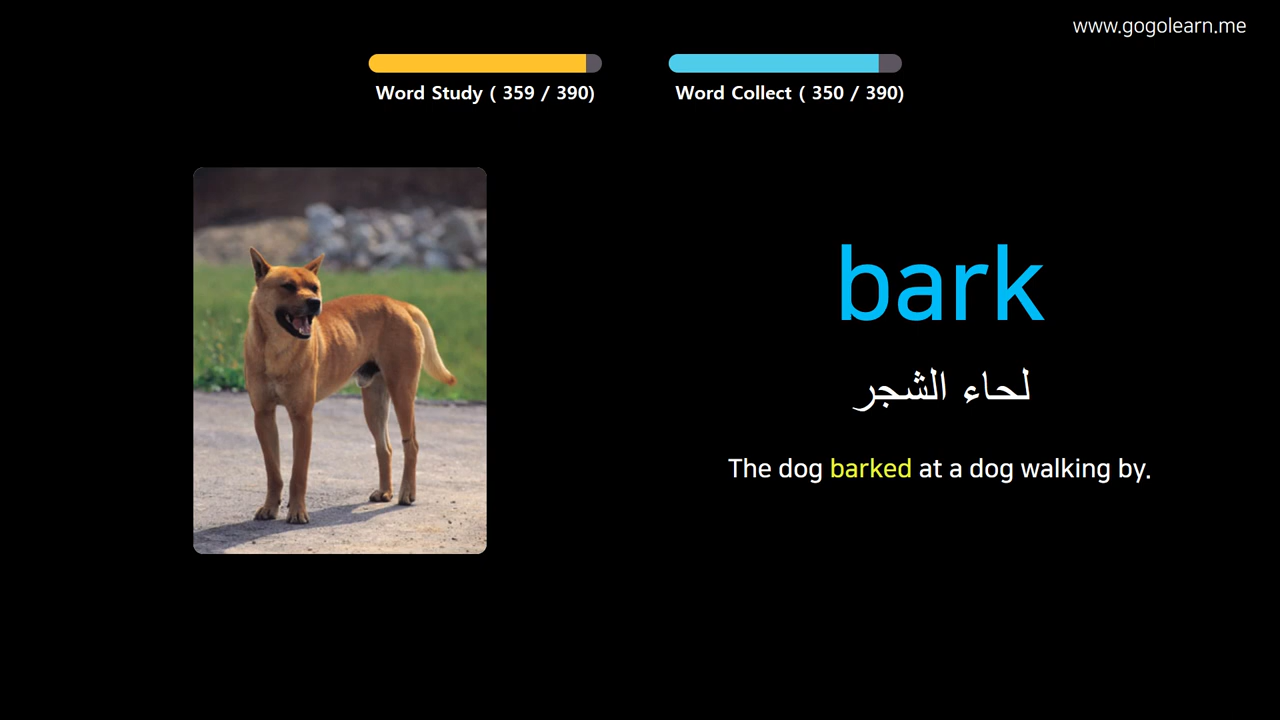 www.gogolearn.me
Word Study ( 359 / 390)
Word Collect ( 350 / 390)
bark
لحاء الشجر
The dog barked at a dog walking by.